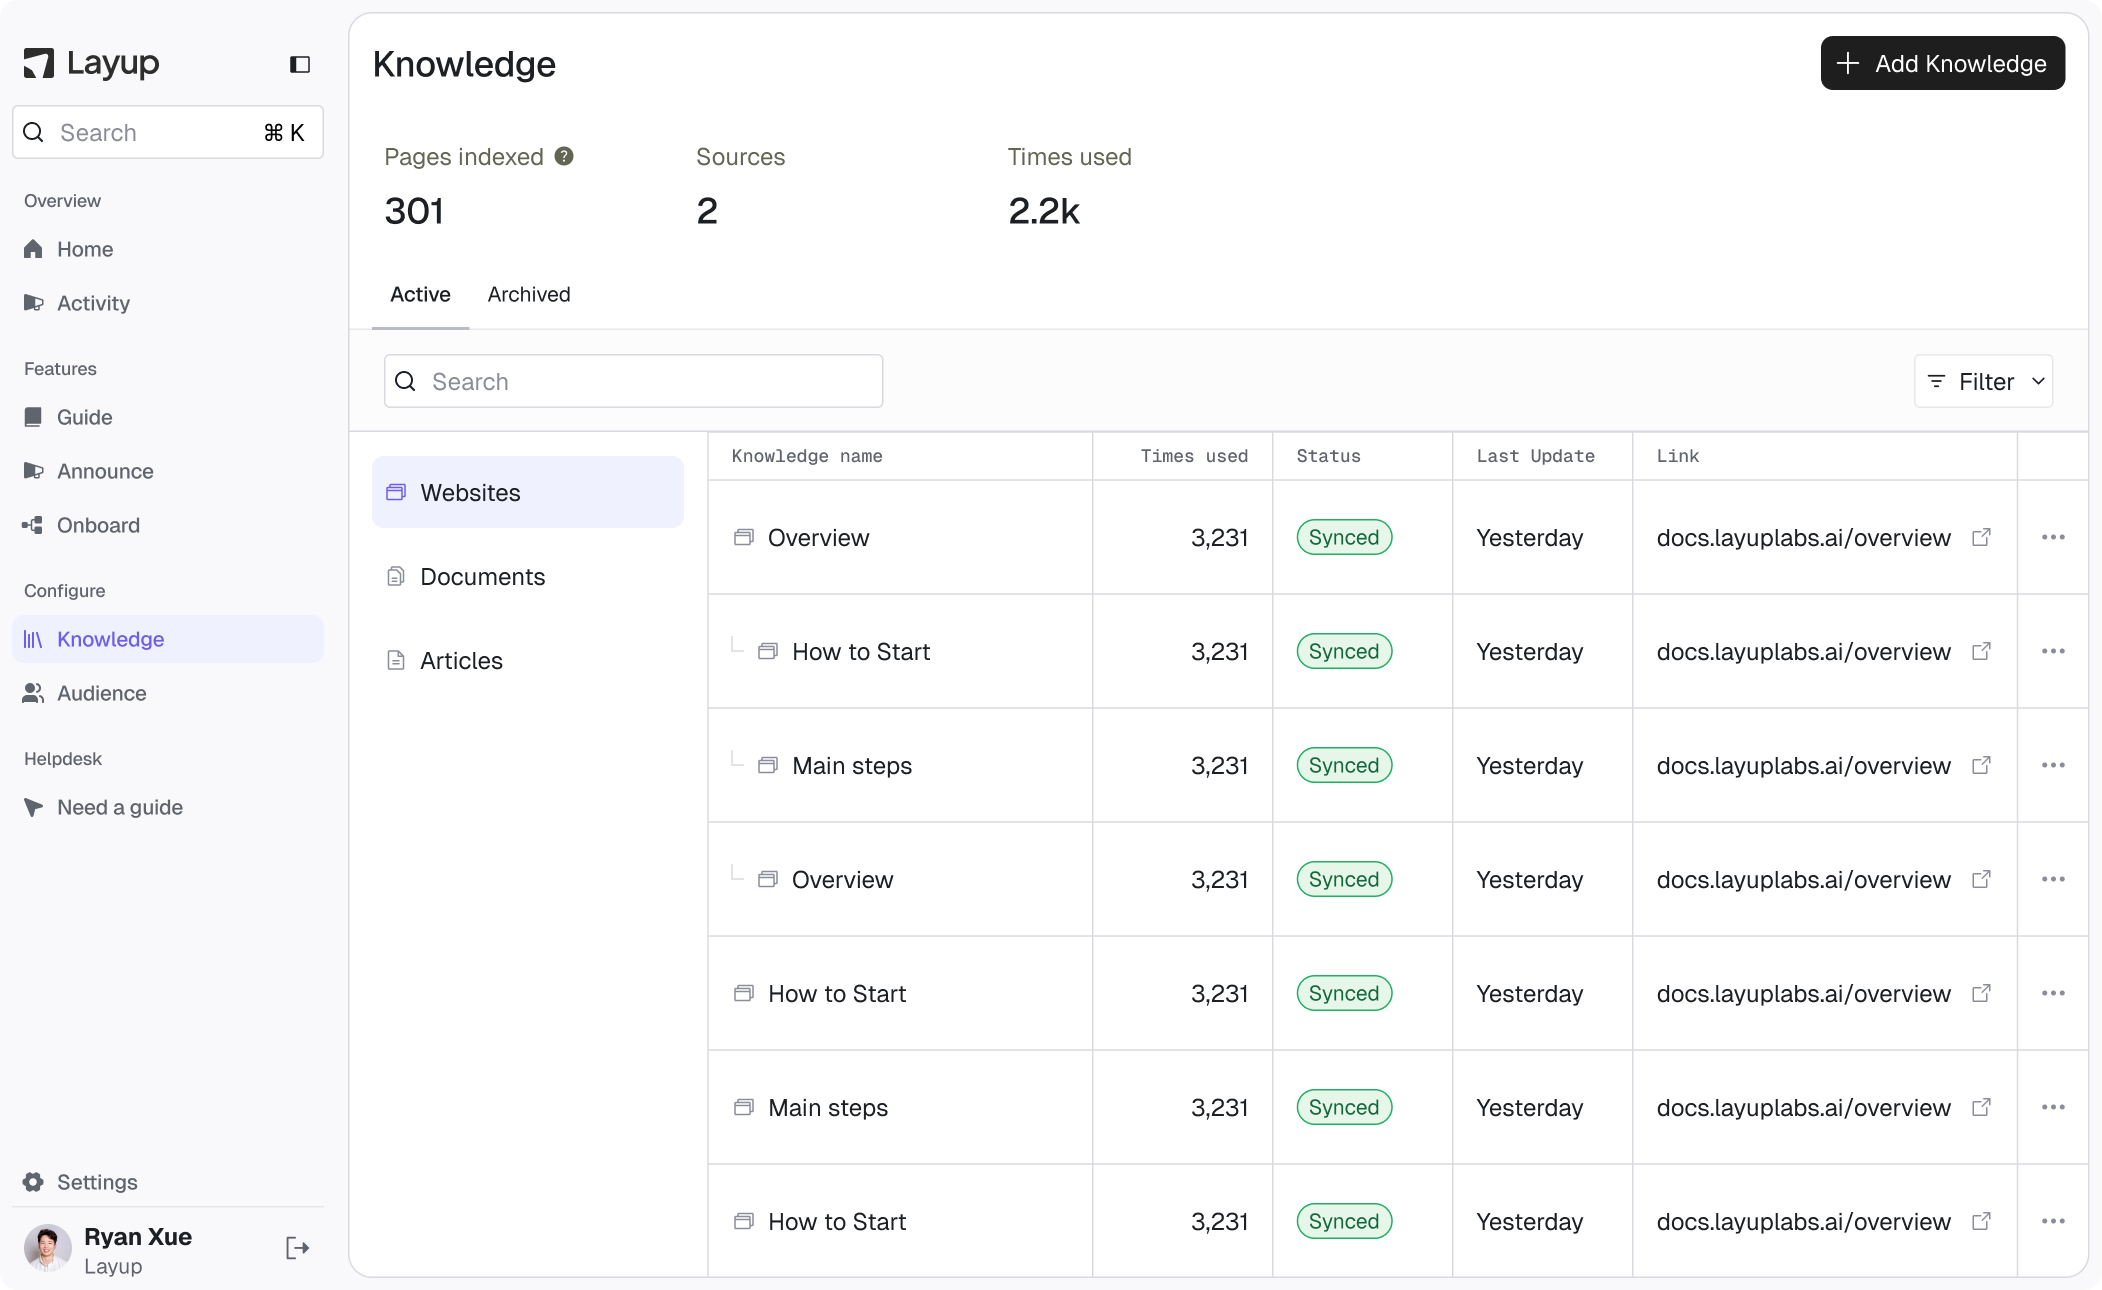 Layup
Search ⌘ K
Overview
Home
Activity
Features
Guide
Announce
Onboard
Configure
Knowledge
Audience
Helpdesk
Need a guide
Settings
Ryan Xue
Layup
Knowledge
+ Add Knowledge
Pages indexed ?
301
Sources
2
Times used
2.2k
Active Archived
Search
Filter
Websites
Documents
Articles
Knowledge name Times used Status Last Update Link
Overview 3,231 Synced Yesterday docs.layuplabs.ai/overview
How to Start 3,231 Synced Yesterday docs.layuplabs.ai/overview
Main steps 3,231 Synced Yesterday docs.layuplabs.ai/overview
Overview 3,231 Synced Yesterday docs.layuplabs.ai/overview
How to Start 3,231 Synced Yesterday docs.layuplabs.ai/overview
Main steps 3,231 Synced Yesterday docs.layuplabs.ai/overview
How to Start 3,231 Synced Yesterday docs.layuplabs.ai/overview